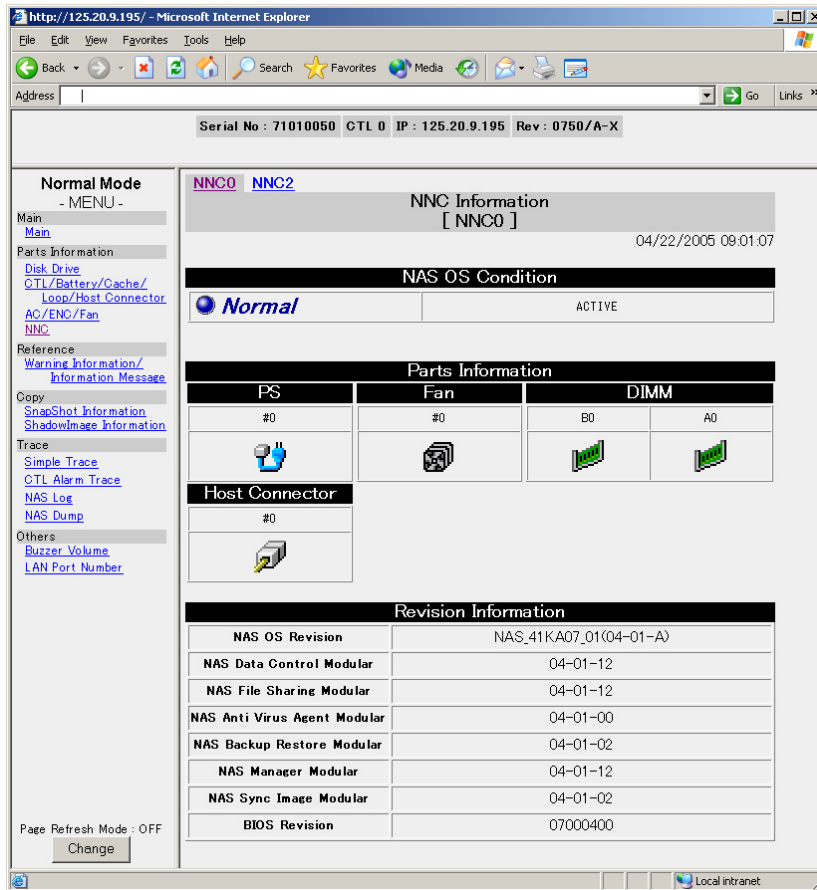 http://125.20.9.195/ - Microsoft Internet Explorer
File Edit View Favorites Tools Help
Back Search Favorites Media
Address Go Links »
Serial No : 71010050 CTL 0 IP : 125.20.9.195 Rev : 0750/A-X
Normal Mode
- MENU -
Main
Main
Parts Information
Disk Drive
CTL/Battery/Cache/
Loop/Host Connector
AC/ENC/Fan
NNC
Reference
Warning Information/
Information Message
Copy
SnapShot Information
ShadowImage Information
Trace
Simple Trace
CTL Alarm Trace
NAS Log
NAS Dump
Others
Buzzer Volume
LAN Port Number
Page Refresh Mode : OFF
Change
NNC0 NNC2
NNC Information
[ NNC0 ]
04/22/2005 09:01:07
NAS OS Condition
Normal ACTIVE
Parts Information
PS Fan DIMM
#0 #0 B0 A0
Host Connector
#0
Revision Information
NAS OS Revision NAS_41KA07_01(04-01-A)
NAS Data Control Modular 04-01-12
NAS File Sharing Modular 04-01-12
NAS Anti Virus Agent Modular 04-01-00
NAS Backup Restore Modular 04-01-02
NAS Manager Modular 04-01-12
NAS Sync Image Modular 04-01-02
BIOS Revision 07000400
Local intranet